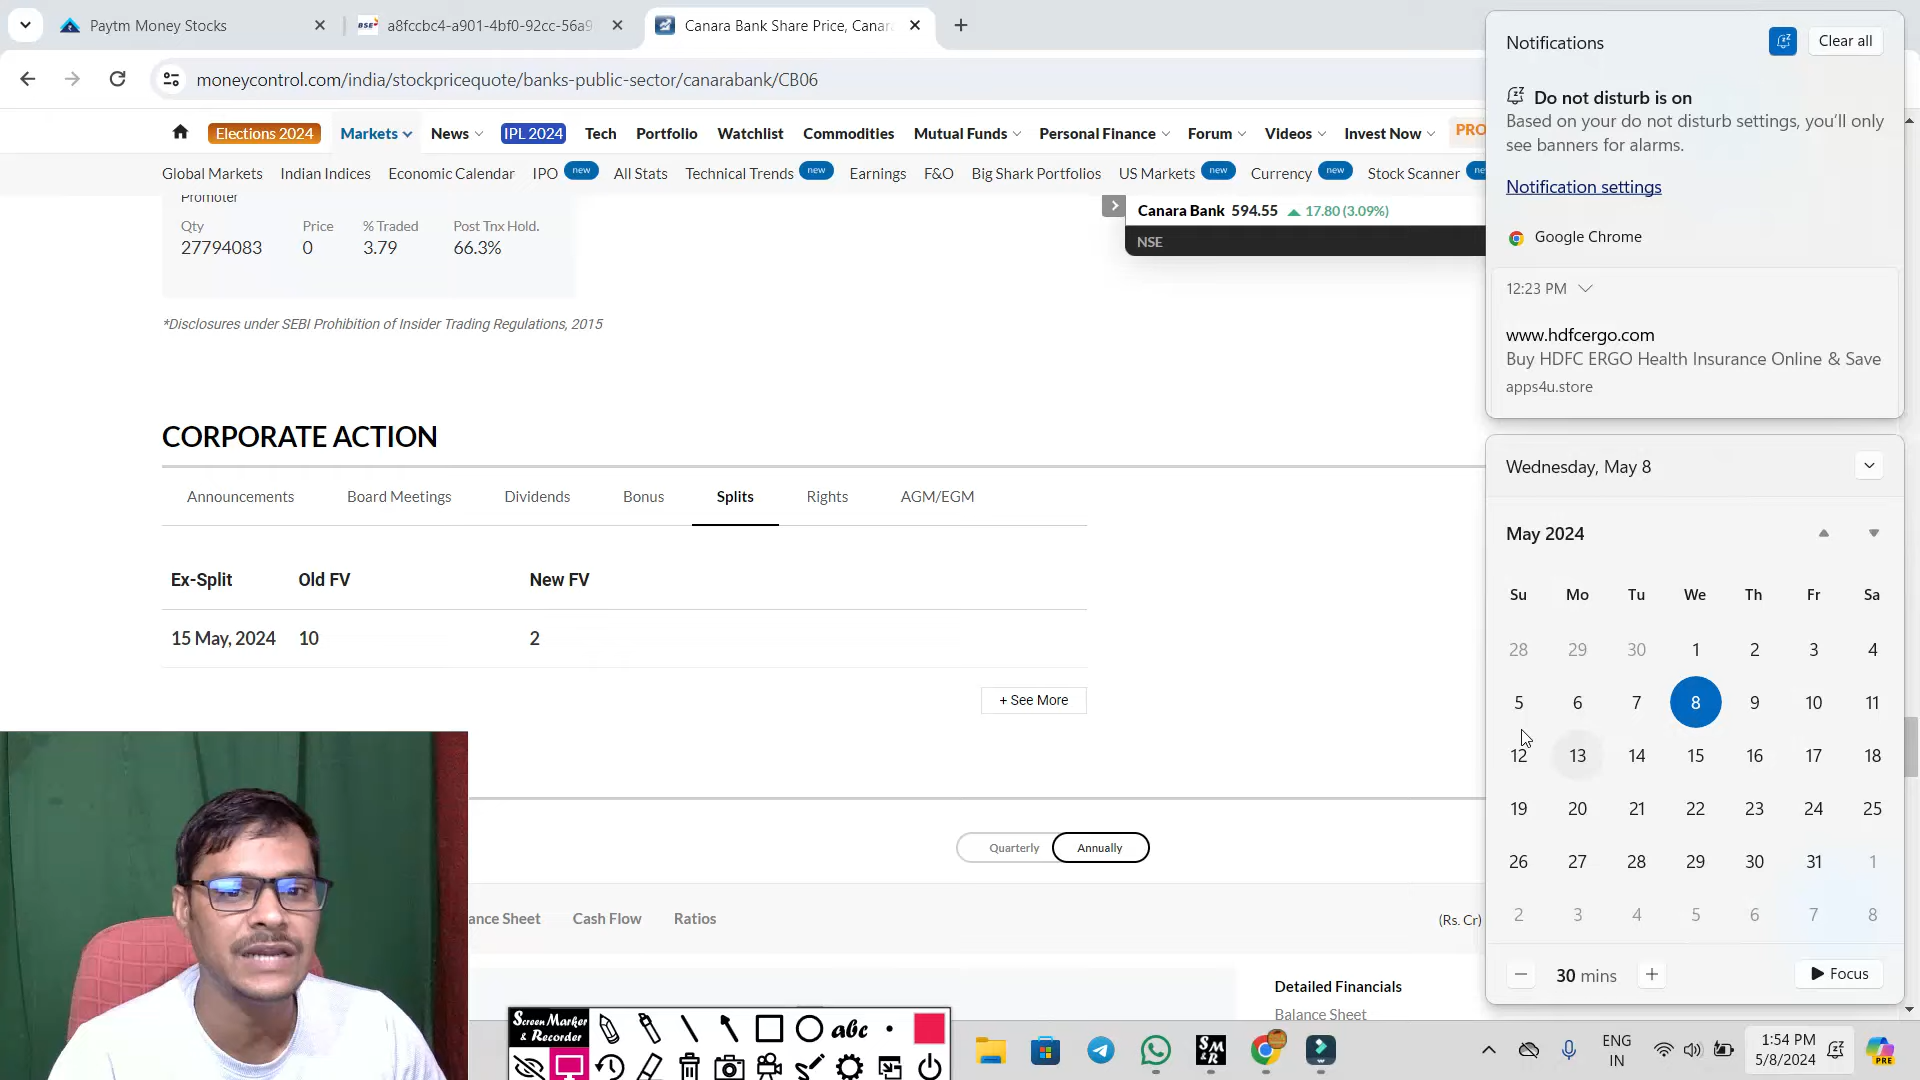 Paytm Money Stocks
BSE a8fccbc4-a901-4bf0-92cc-56a9
Canara Bank Share Price, Canar
moneycontrol.com/india/stockpricequote/banks-public-sector/canarabank/CB06
Elections 2024 Markets News IPL 2024 Tech Portfolio Watchlist Commodities Mutual Funds Personal Finance Forum Videos Invest Now PRO
Global Markets Indian Indices Economic Calendar IPO new All Stats Technical Trends new Earnings F&O Big Shark Portfolios US Markets new Currency new Stock Scanner ne
Promoter
Qty Price % Traded Post Tnx Hold.
27794083 0 3.79 66.3%
Canara Bank 594.55 17.80 (3.09%)
NSE
*Disclosures under SEBI Prohibition of Insider Trading Regulations, 2015
CORPORATE ACTION
Announcements Board Meetings Dividends Bonus Splits Rights AGM/EGM
Ex-Split Old FV New FV
15 May, 2024 10 2
+ See More
Quarterly Annually
ance Sheet Cash Flow Ratios (Rs. Cr)
Detailed Financials
Balance Sheet
Notifications Clear all
Do not disturb is on
Based on your do not disturb settings, you'll only
see banners for alarms.
Notification settings
Google Chrome
12:23 PM
www.hdfcergo.com
Buy HDFC ERGO Health Insurance Online & Save
apps4u.store
Wednesday, May 8
May 2024
Su Mo Tu We Th Fr Sa
28 29 30 1 2 3 4
5 6 7 8 9 10 11
12 13 14 15 16 17 18
19 20 21 22 23 24 25
26 27 28 29 30 31 1
2 3 4 5 6 7 8
30 mins Focus
Screen Marker
& Recorder
abc
SM
&R
ENG
IN
1:54 PM
5/8/2024
PRE